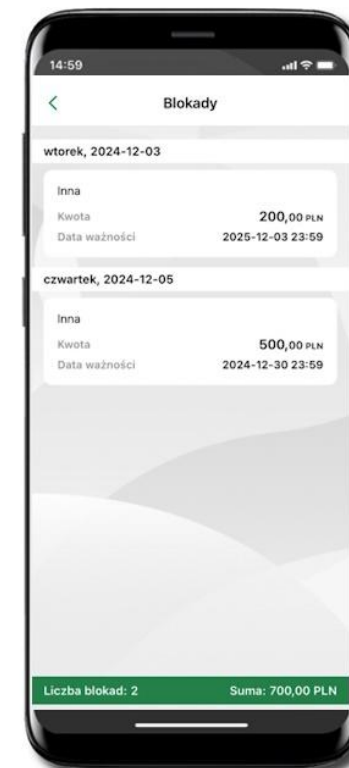 14:59
Blokady
wtorek, 2024-12-03
Inna
Kwota 200,00 PLN
Data ważności 2025-12-03 23:59
czwartek, 2024-12-05
Inna
Kwota 500,00 PLN
Data ważności 2024-12-30 23:59
Liczba blokad: 2 Suma: 700,00 PLN